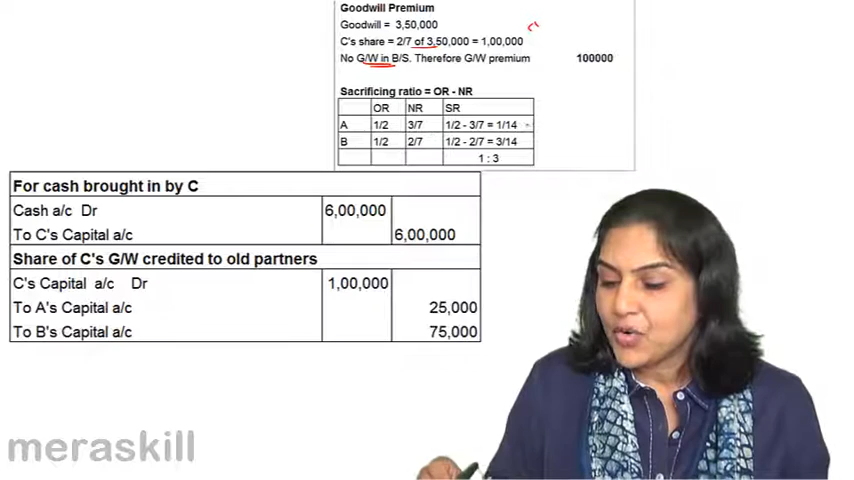 Goodwill Premium
Goodwill = 3,50,000
C's share = 2/7 of 3,50,000 = 1,00,000
No G/W in B/S. Therefore G/W premium 100000
Sacrificing ratio = OR - NR
OR NR SR
A 1/2 3/7 1/2 - 3/7 = 1/14
B 1/2 2/7 1/2 - 2/7 = 3/14
1 : 3
For cash brought in by C
Cash a/c Dr 6,00,000
To C's Capital a/c 6,00,000
Share of C's G/W credited to old partners
C's Capital a/c Dr 1,00,000
To A's Capital a/c 25,000
To B's Capital a/c 75,000
meraskill